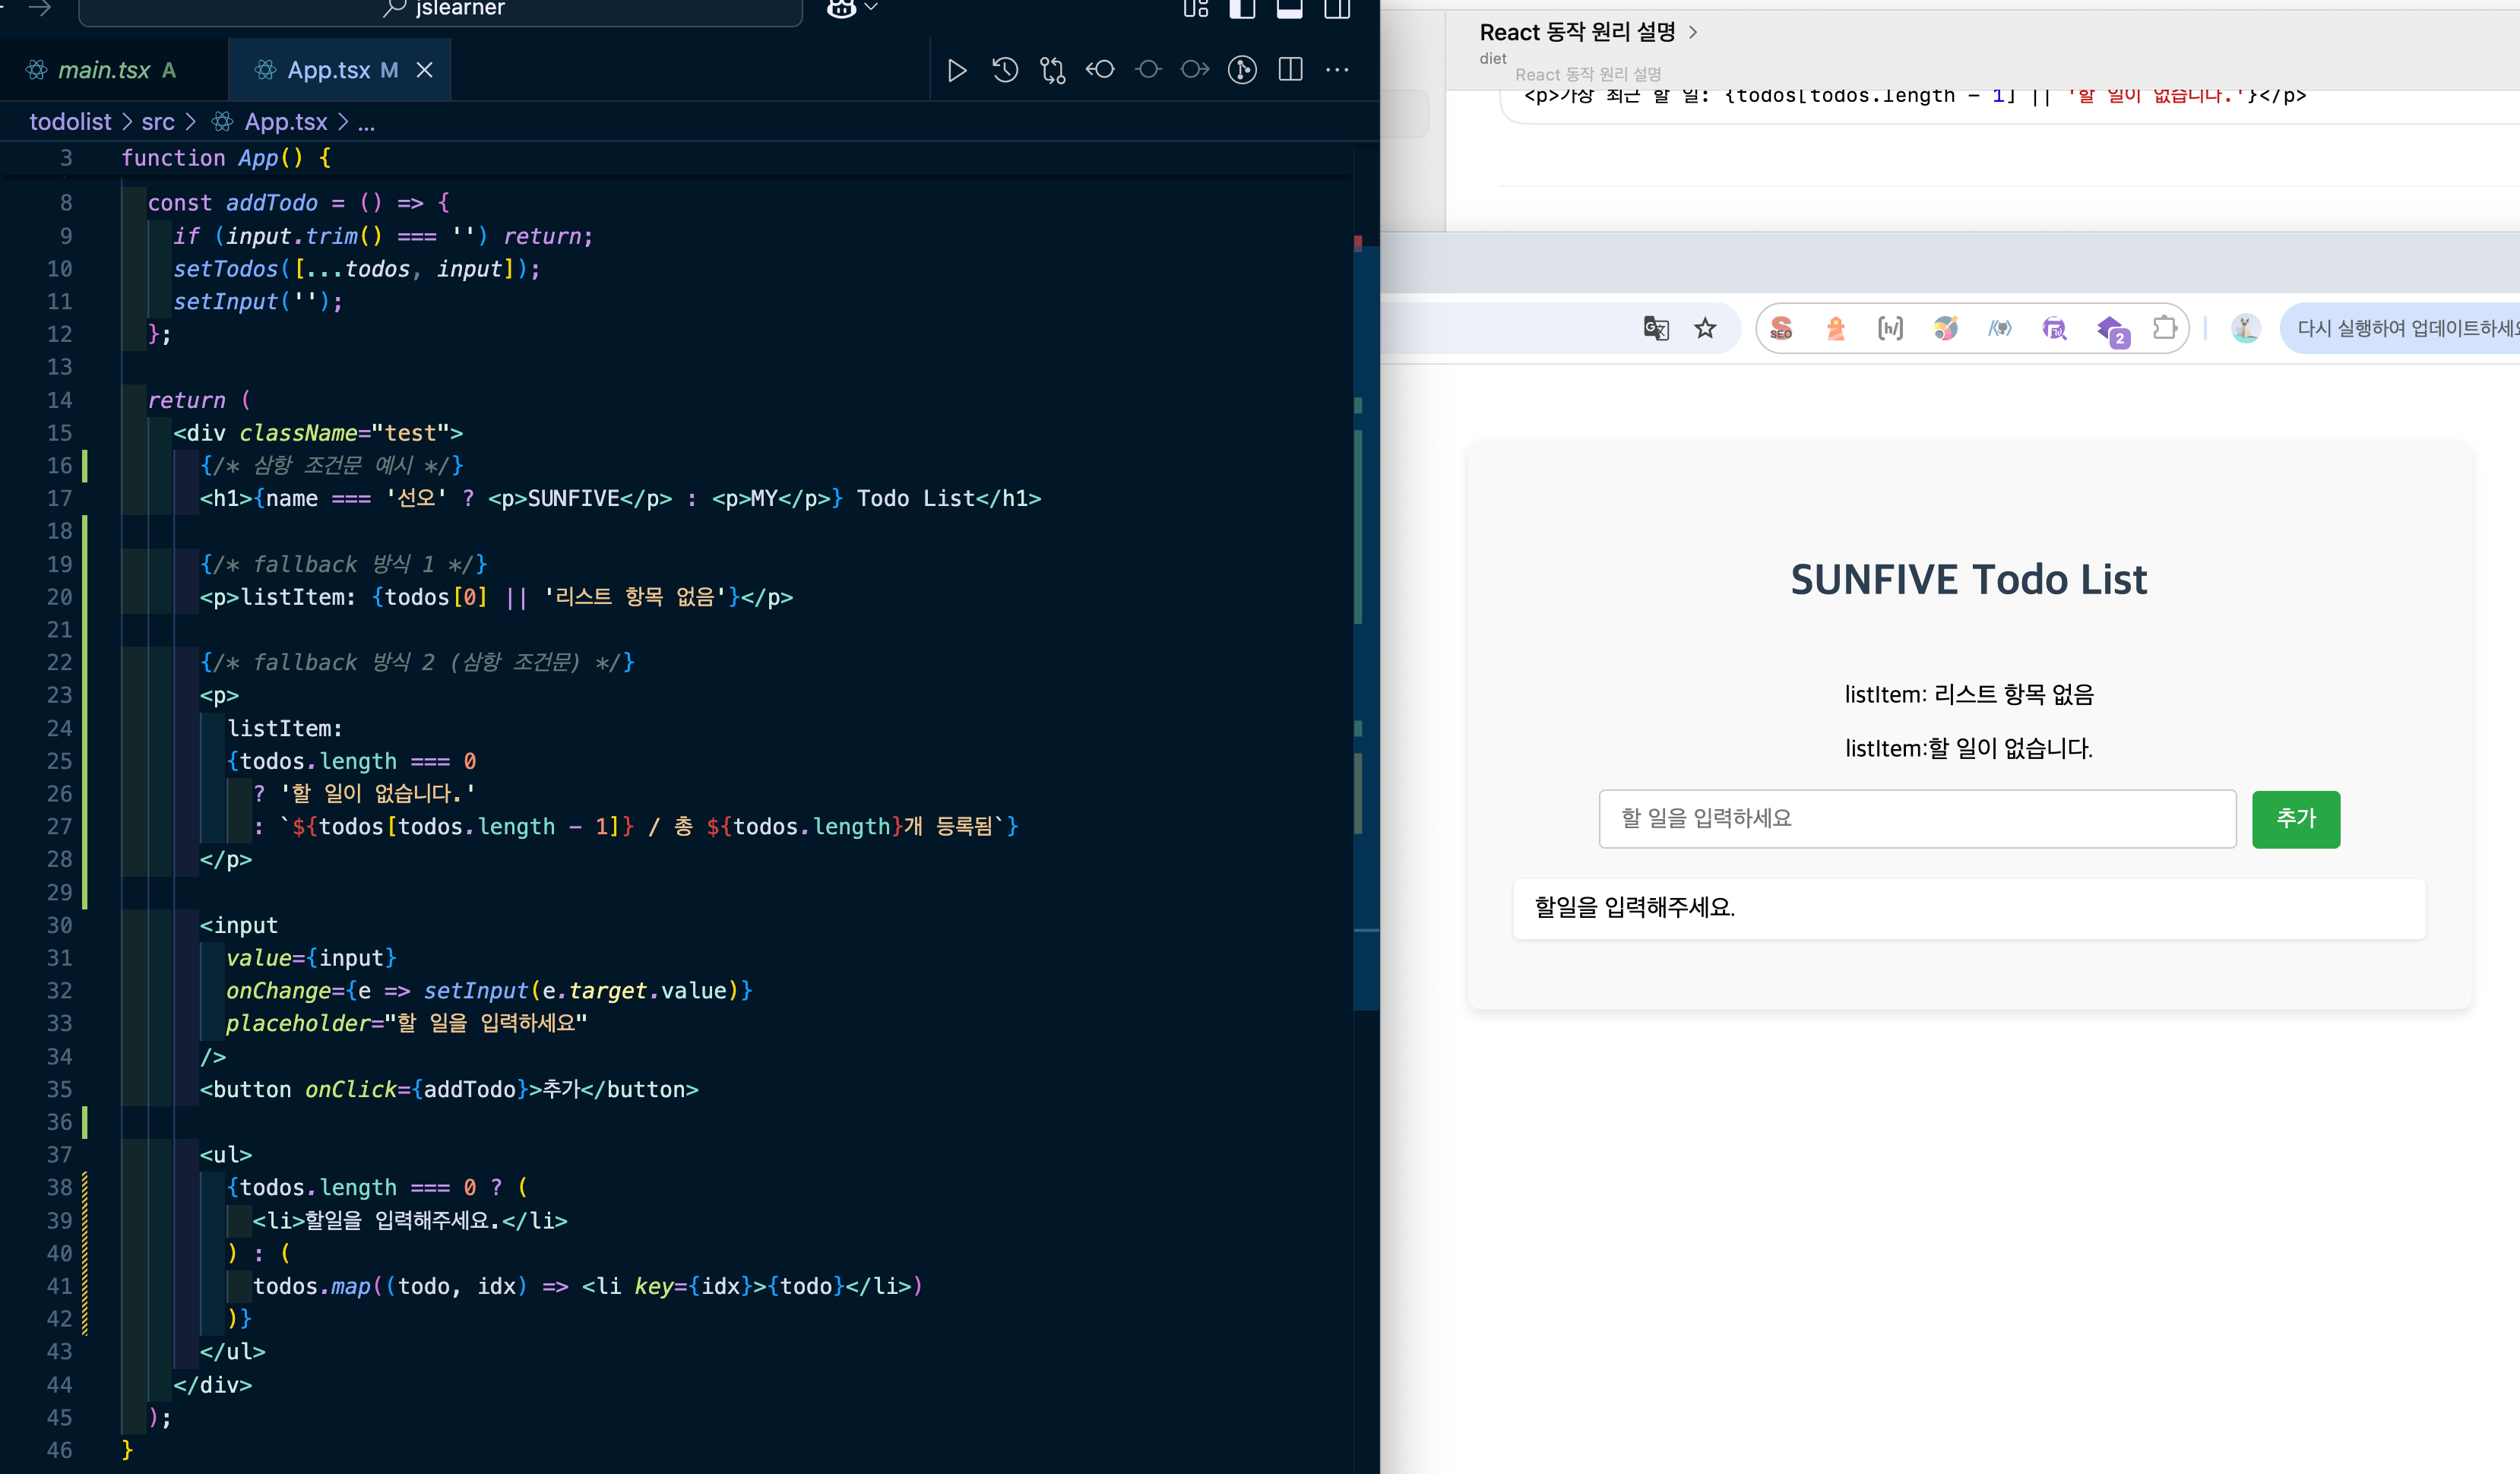 jslearner
main.tsx A
App.tsx M
todolist > src > App.tsx > ...
3 function App() {
8 const addTodo = () => {
9 if (input.trim() === '') return;
10 setTodos([...todos, input]);
11 setInput('');
12 };
13
14 return (
15 <div className="test">
16 {/* 삼항 조건문 예시 */}
17 <h1>{name === '선오' ? <p>SUNFIVE</p> : <p>MY</p>} Todo List</h1>
18
19 {/* fallback 방식 1 */}
20 <p>listItem: {todos[0] || '리스트 항목 없음'}</p>
21
22 {/* fallback 방식 2 (삼항 조건문) */}
23 <p>
24 listItem:
25 {todos.length === 0
26 ? '할 일이 없습니다.'
27 : `${todos[todos.length - 1]} / 총 ${todos.length}개 등록됨`}
28 </p>
29
30 <input
31 value={input}
32 onChange={e => setInput(e.target.value)}
33 placeholder="할 일을 입력하세요"
34 />
35 <button onClick={addTodo}>추가</button>
36
37 <ul>
38 {todos.length === 0 ? (
39 <li>할일을 입력해주세요.</li>
40 ) : (
41 todos.map((todo, idx) => <li key={idx}>{todo}</li>)
42 )}
43 </ul>
44 </div>
45 );
46 }
React 동작 원리 설명 >
diet
React 동작 원리 설명
<p>가상 최근 할 일: {todos[todos.length - 1] || '할 일이 없습니다.'}</p>
SEO
[h/]
2
다시 실행하여 업데이트하세요
SUNFIVE Todo List
listItem: 리스트 항목 없음
listItem:할 일이 없습니다.
할 일을 입력하세요
추가
할일을 입력해주세요.